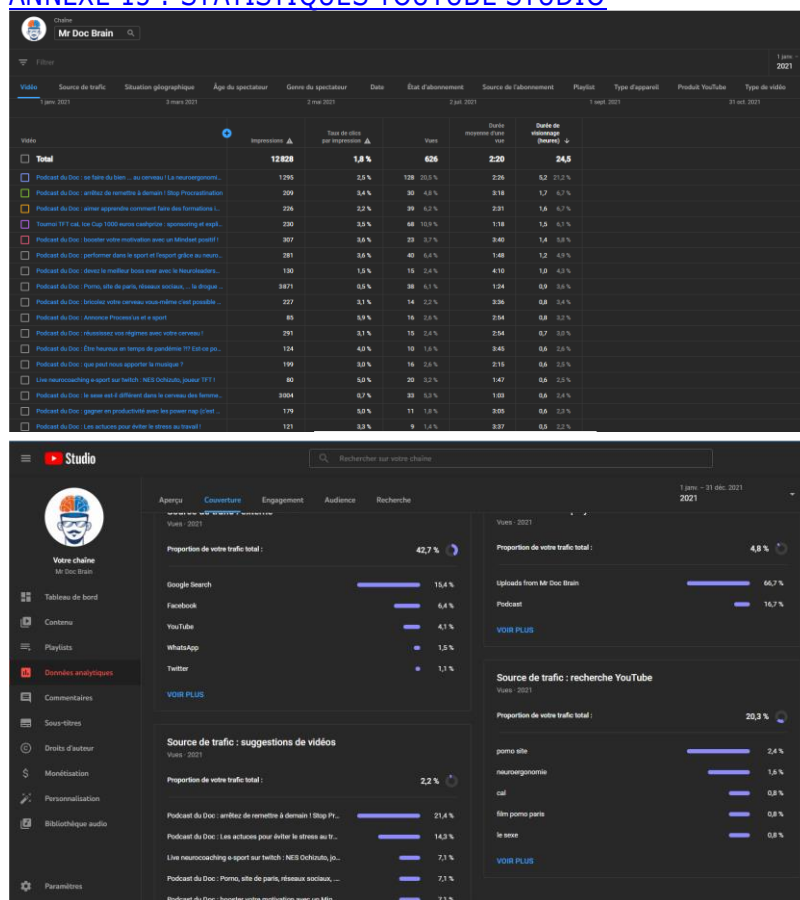 ANNEXE 19 : STATISTIQUES YOUTUBE STUDIO
Chaîne
Mr Doc Brain
Filtrer
1 janv. –
2021
Vidéo Source de trafic Situation géographique Âge du spectateur Genre du spectateur Date État d'abonnement Source de l'abonnement Playlist Type d'appareil Produit YouTube Type de vidéo
1 janv. 2021 3 mars 2021 2 mai 2021 2 juil. 2021 1 sept. 2021 31 oct. 2021
Vidéo Impressions Taux de clics par impression Vues Durée moyenne d'une vue Durée de visionnage (heures)
Total 12 828 1,8 % 626 2:20 24,5
Podcast du Doc : se faire du bien ... au cerveau ! La neuroergonomi... 1 295 2,5 % 128 20,5 % 2:26 5,2 21,2 %
Podcast du Doc : arrêtez de remettre à demain ! Stop Procrastination 209 3,4 % 30 4,8 % 3:18 1,7 6,7 %
Podcast du Doc : aimer apprendre comment faire des formations i... 226 2,2 % 39 6,2 % 2:31 1,6 6,7 %
Tournoi TFT caL Ice Cup 1000 euros cashprize : sponsoring et expli... 230 3,5 % 68 10,9 % 1:18 1,5 6,1 %
Podcast du Doc : booster votre motivation avec un Mindset positif ! 307 3,6 % 23 3,7 % 3:40 1,4 5,8 %
Podcast du Doc : performer dans le sport et l'esport grâce au neuro... 281 3,6 % 40 6,4 % 1:48 1,2 4,9 %
Podcast du Doc : devez le meilleur boss ever avec le Neuroleaders... 130 1,5 % 15 2,4 % 4:10 1,0 4,3 %
Podcast du Doc : Porno, site de paris, réseaux sociaux, ... la drogue ... 3 871 0,5 % 38 6,1 % 1:24 0,9 3,6 %
Podcast du Doc : bricolez votre cerveau vous-même c'est possible ... 227 3,1 % 14 2,2 % 3:36 0,8 3,4 %
Podcast du Doc : Annonce Process'us et e sport 85 5,9 % 16 2,6 % 2:54 0,8 3,2 %
Podcast du Doc : réussissez vos régimes avec votre cerveau ! 291 3,1 % 15 2,4 % 2:54 0,7 3,0 %
Podcast du Doc : Être heureux en temps de pandémie ?!? Est-ce po... 124 4,0 % 10 1,6 % 3:45 0,6 2,6 %
Podcast du Doc : que peut nous apporter la musique ? 199 3,0 % 16 2,6 % 2:15 0,6 2,5 %
Live neurocoaching e-sport sur twitch : NES Ochizuto, joueur TFT ! 80 5,0 % 20 3,2 % 1:47 0,6 2,5 %
Podcast du Doc : le sexe est-il différent dans le cerveau des femme... 3 004 0,7 % 33 5,3 % 1:03 0,6 2,4 %
Podcast du Doc : gagner en productivité avec les power nap (c'est ... 179 5,0 % 11 1,8 % 3:05 0,6 2,3 %
Podcast du Doc : Les actuces pour éviter le stress au travail ! 121 3,3 % 9 1,4 % 3:37 0,5 2,2 %
Studio
Rechercher sur votre chaîne
Aperçu Couverture Engagement Audience Recherche
1 janv. – 31 déc. 2021
2021
Votre chaîne
Mr Doc Brain
Tableau de bord
Contenu
Playlists
Données analytiques
Commentaires
Sous-titres
Droits d'auteur
Monétisation
Personnalisation
Bibliothèque audio
Paramètres
Vues · 2021
Proportion de votre trafic total : 42,7 %
Google Search 15,4 %
Facebook 6,4 %
YouTube 4,1 %
WhatsApp 1,5 %
Twitter 1,1 %
VOIR PLUS
Source de trafic : suggestions de vidéos
Vues · 2021
Proportion de votre trafic total : 2,2 %
Podcast du Doc : arrêtez de remettre à demain ! Stop Pr... 21,4 %
Podcast du Doc : Les actuces pour éviter le stress au tr... 14,3 %
Live neurocoaching e-sport sur twitch : NES Ochizuto, jo... 7,1 %
Podcast du Doc : Porno, site de paris, réseaux sociaux, ... 7,1 %
Podcast du Doc : booster votre motivation avec un Min... 7,1 %
Vues · 2021
Proportion de votre trafic total : 4,8 %
Uploads from Mr Doc Brain 66,7 %
Podcast 16,7 %
VOIR PLUS
Source de trafic : recherche YouTube
Vues · 2021
Proportion de votre trafic total : 20,3 %
porno site 2,4 %
neuroergonomie 1,6 %
cal 0,8 %
film porno paris 0,8 %
le sexe 0,8 %
VOIR PLUS